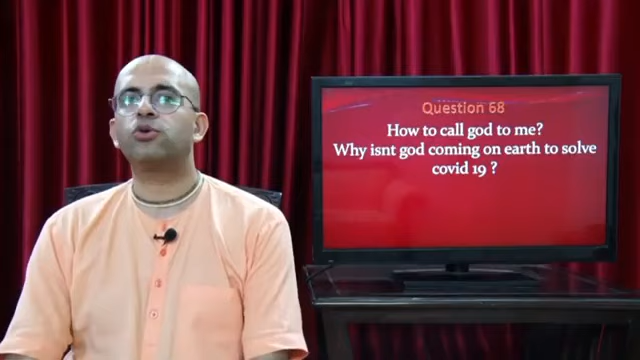 Question 68
How to call god to me?
Why isnt god coming on earth to solve
covid 19 ?